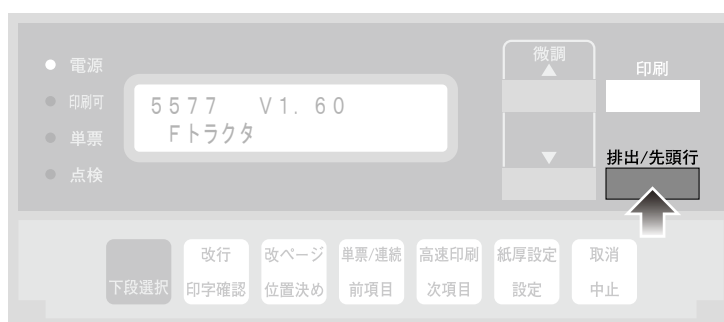 電源
印刷可
単票
点検
5577 V1.60
Fトラクタ
微調
印刷
排出/先頭行
下段選択
改行
印字確認
改ページ
位置決め
単票/連続
前項目
高速印刷
次項目
紙厚設定
設定
取消
中止